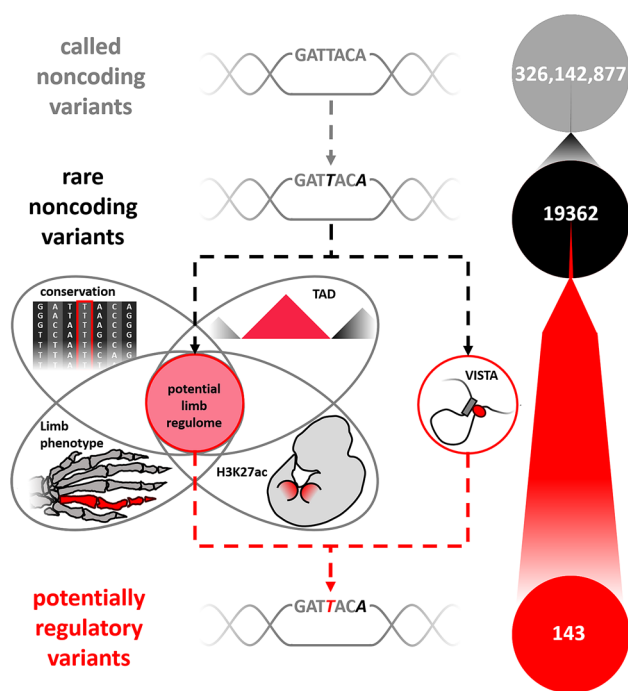 called
noncoding
variants
GATTACA
326,142,877
rare
noncoding
variants
GATTACA
19362
conservation
G A T T A C A
TAD
potential
limb
regulome
VISTA
Limb
phenotype
H3K27ac
potentially
regulatory
variants
GATTACA
143